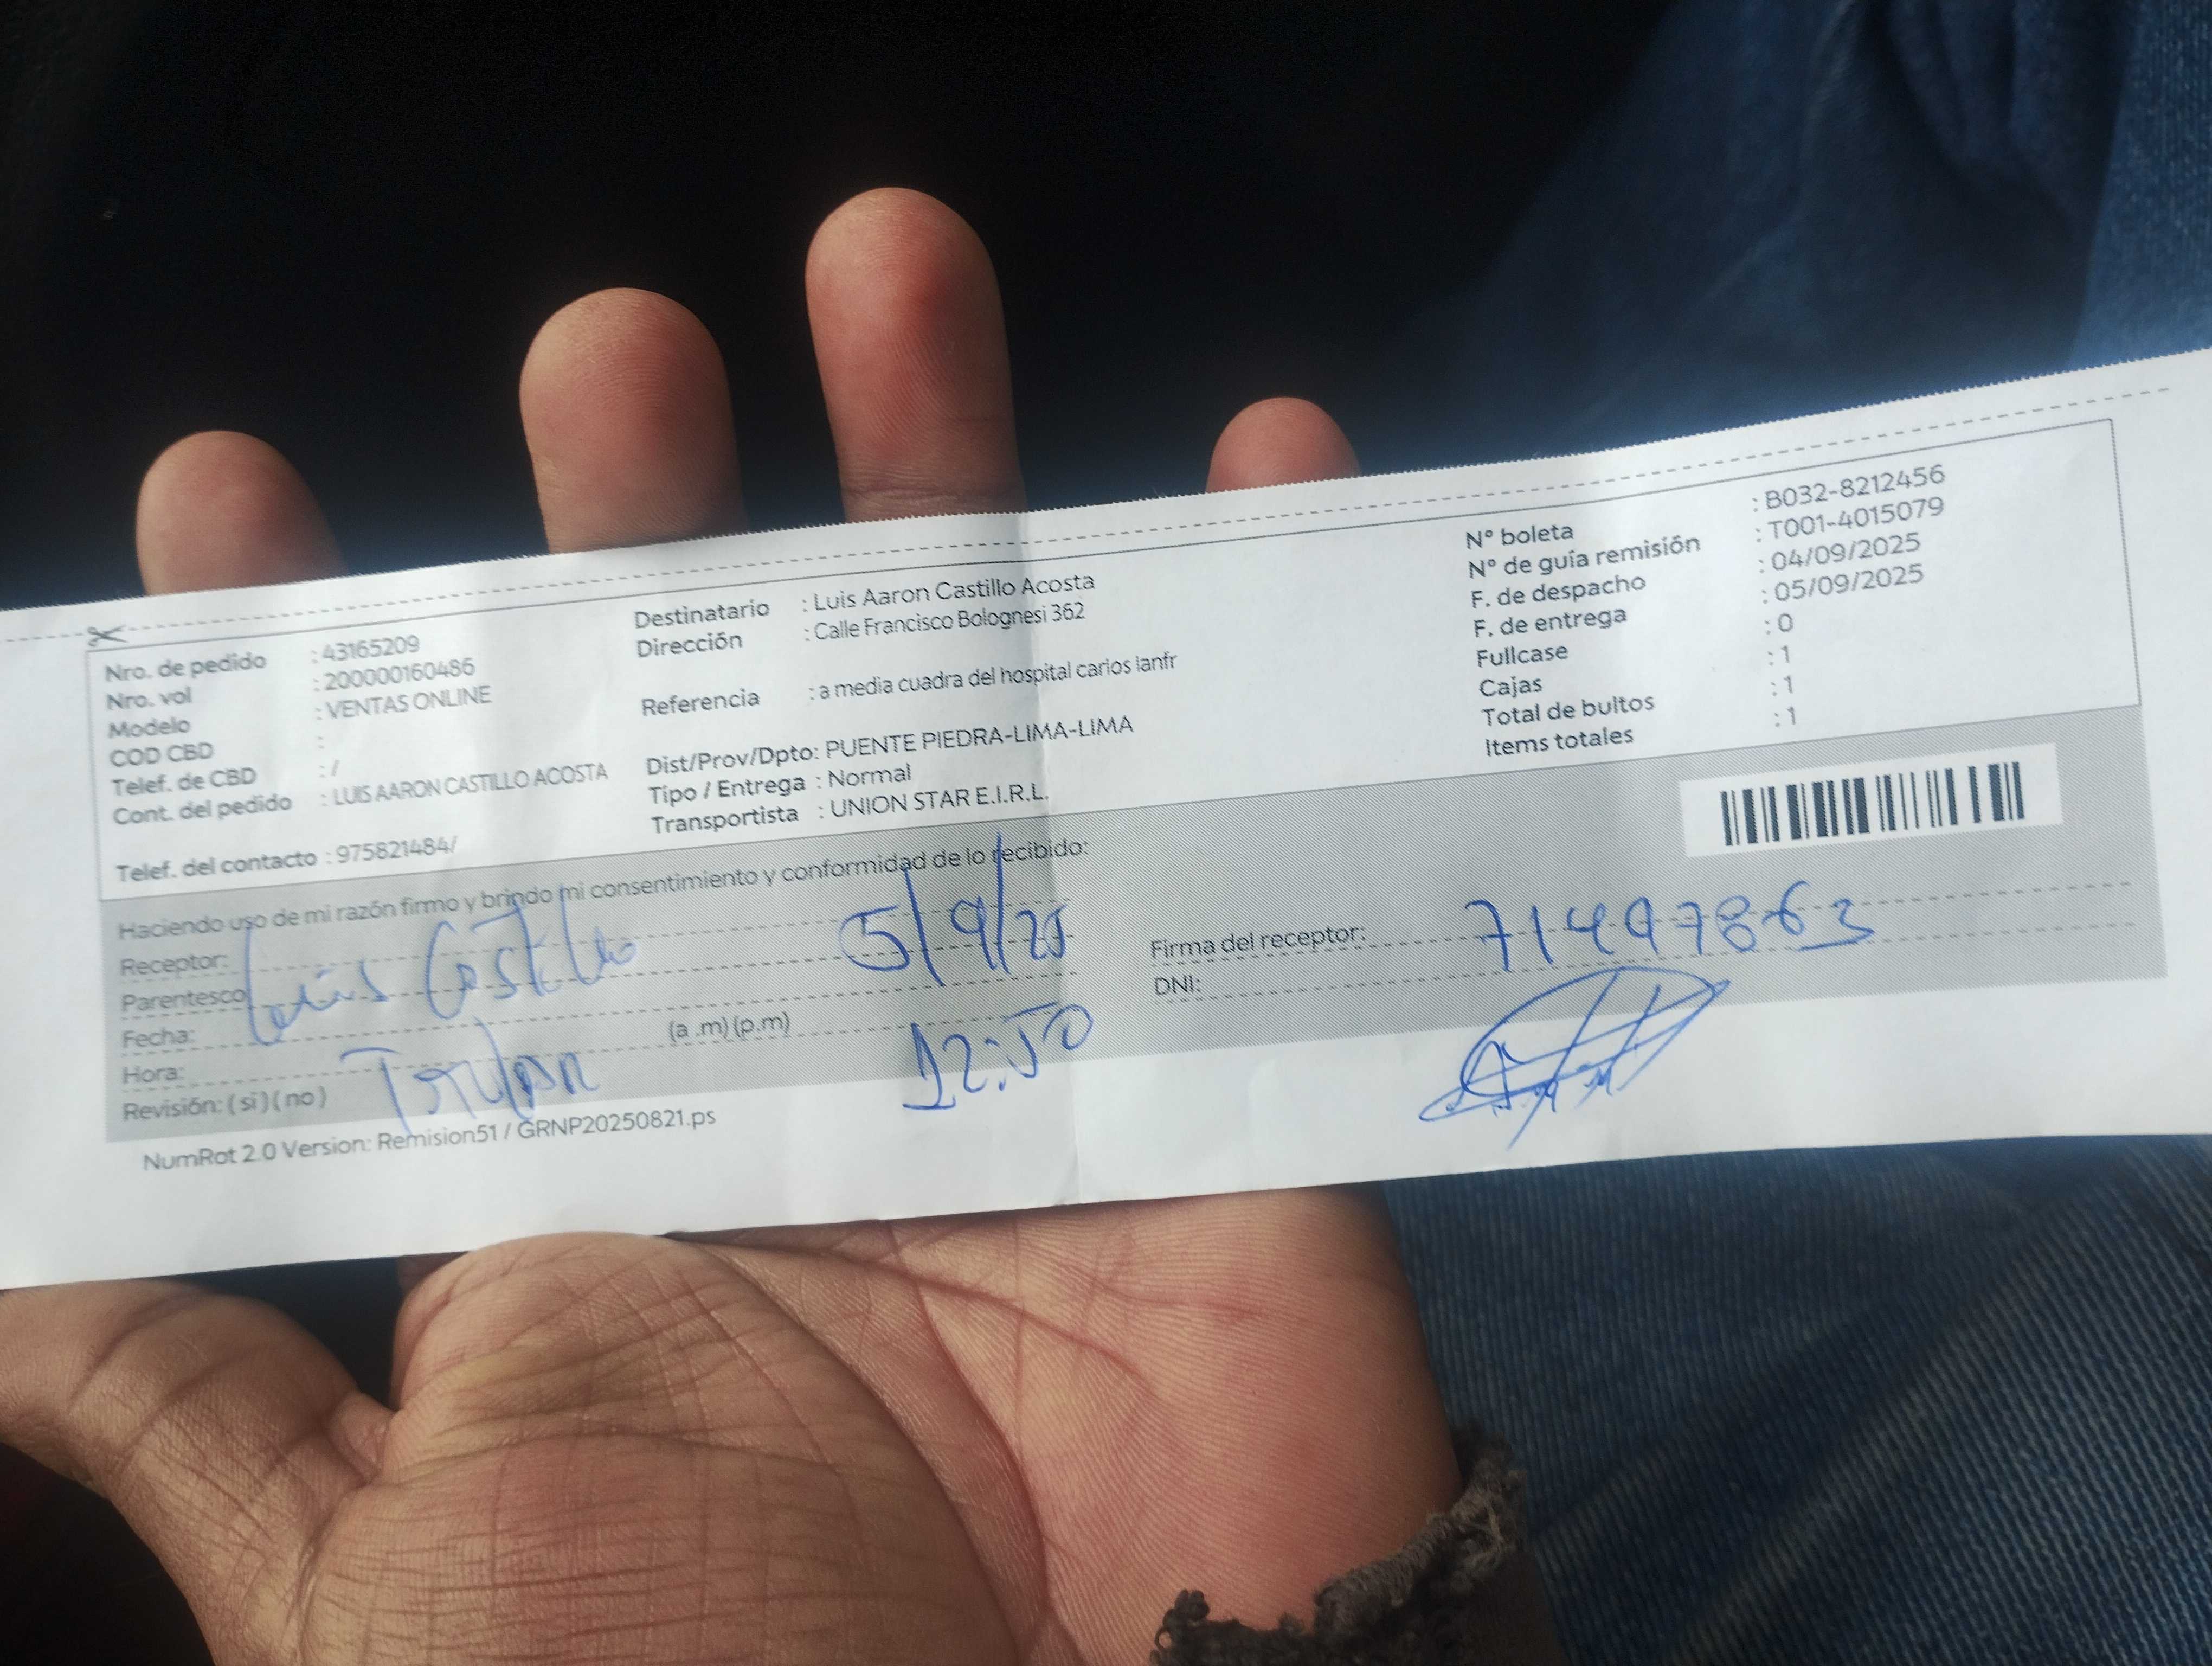 Nro. de pedido : 43165209
Nro. vol : 200000160486
Modelo : VENTAS ONLINE
COD CBD :
Telef. de CBD : /
Cont. del pedido : LUIS AARON CASTILLO ACOSTA
Telef. del contacto : 975821484/
Destinatario : Luis Aaron Castillo Acosta
Dirección : Calle Francisco Bolognesi 362
Referencia : a media cuadra del hospital carlos lanfr
Dist/Prov/Dpto: PUENTE PIEDRA-LIMA-LIMA
Tipo / Entrega : Normal
Transportista : UNION STAR E.I.R.L.
N° boleta : B032-8212456
N° de guía remisión : T001-4015079
F. de despacho : 04/09/2025
F. de entrega : 05/09/2025
Fullcase : 0
Cajas : 1
Total de bultos : 1
Items totales : 1
Haciendo uso de mi razón firmo y brindo mi consentimiento y conformidad de lo recibido:
Receptor:
Parentesco
Fecha:
Hora: (a .m) (p.m)
Revisión: ( si ) ( no )
Luis Castillo
5/9/25
12:50
Firma del receptor:
DNI:
71497863
NumRot 2.0 Version: Remision51 / GRNP20250821.ps